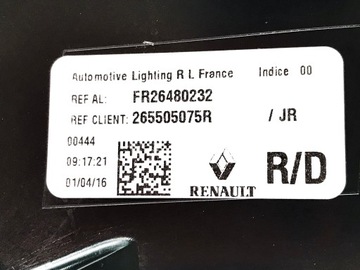 Automotive Lighting R L France Indice 00
REF AL: FR26480232
REF CLIENT: 265505075R / JR
00444
09:17:21
01/04/16
RENAULT
R/D